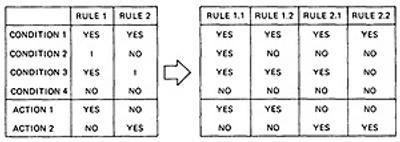 RULE 1 RULE 2
CONDITION 1 YES YES
CONDITION 2 I NO
CONDITION 3 YES I
CONDITION 4 NO NO
ACTION 1 YES NO
ACTION 2 NO YES
RULE 1.1 RULE 1.2 RULE 2.1 RULE 2.2
YES YES YES YES
YES NO NO NO
YES YES YES NO
NO NO NO NO
YES YES NO NO
NO NO YES YES